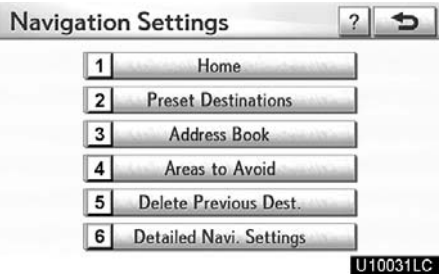 Navigation Settings ?
1 Home
2 Preset Destinations
3 Address Book
4 Areas to Avoid
5 Delete Previous Dest.
6 Detailed Navi. Settings
U10031LC